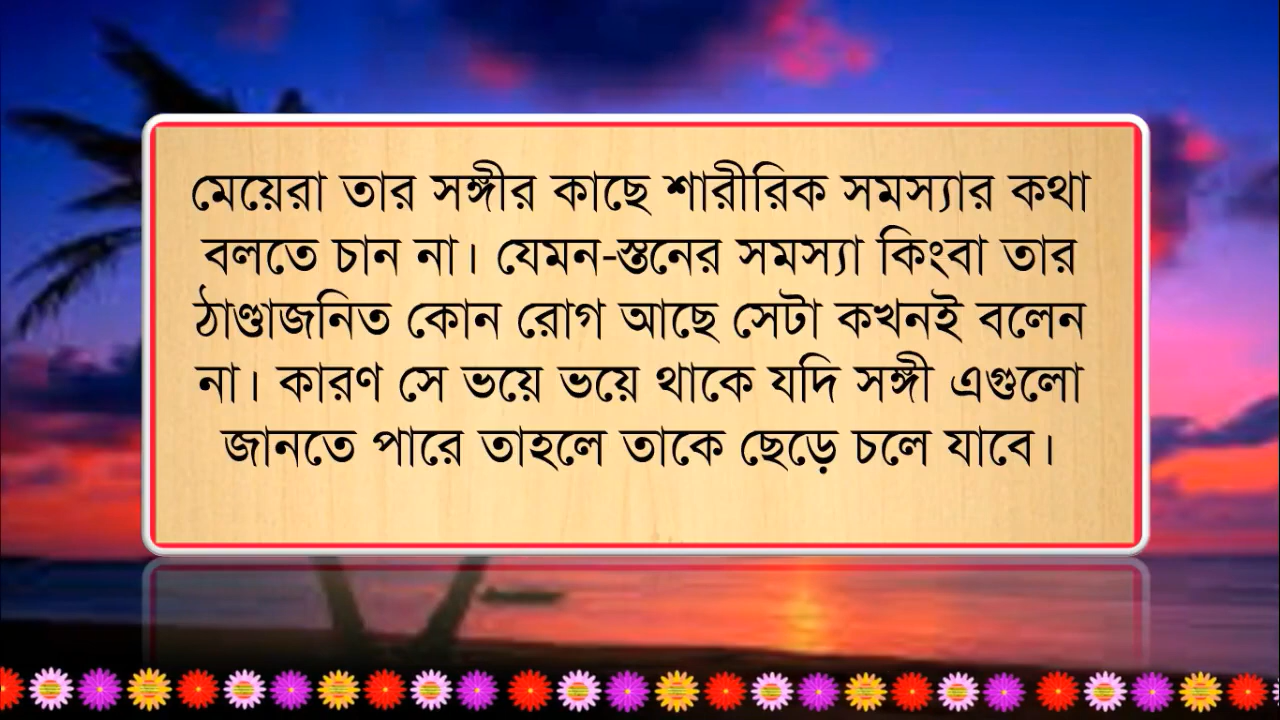 মেয়েরা তার সঙ্গীর কাছে শারীরিক সমস্যার কথা
বলতে চান না। যেমন-স্তনের সমস্যা কিংবা তার
ঠাণ্ডাজনিত কোন রোগ আছে সেটা কখনই বলেন
না। কারণ সে ভয়ে ভয়ে থাকে যদি সঙ্গী এগুলো
জানতে পারে তাহলে তাকে ছেড়ে চলে যাবে।